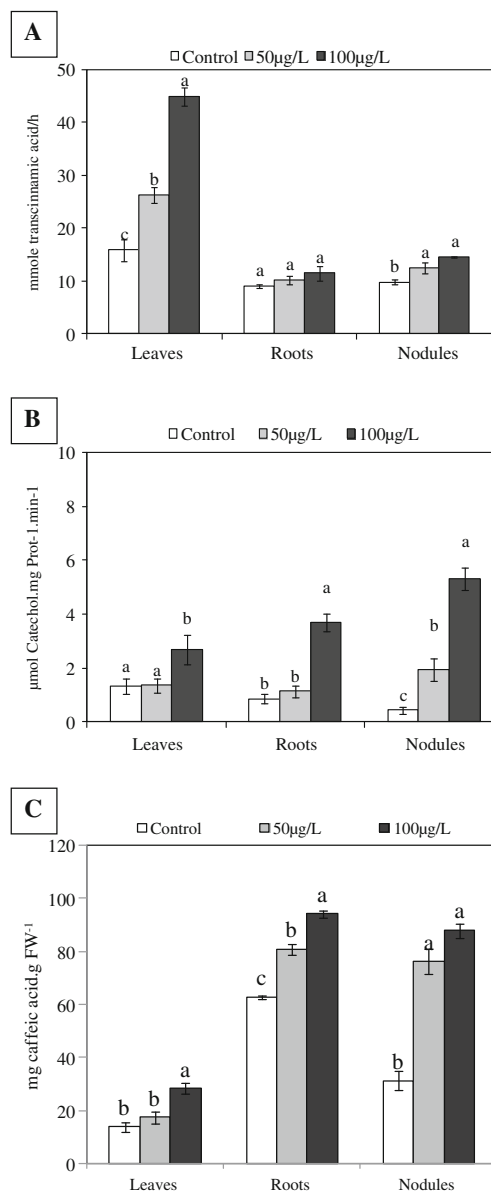 A
Control 50µg/L 100µg/L
mmole transcinnamic acid/h
50
40
30
20
10
0
c b a
a a a
b a a
Leaves Roots Nodules
B
Control 50µg/L 100µg/L
µmol Catechol.mg Prot-1.min-1
10
8
6
4
2
0
a a b
b b a
c b a
Leaves Roots Nodules
C
Control 50µg/L 100µg/L
mg caffeic acid.g FW-1
120
100
80
60
40
20
0
b b a
c b a
b a a
Leaves Roots Nodules